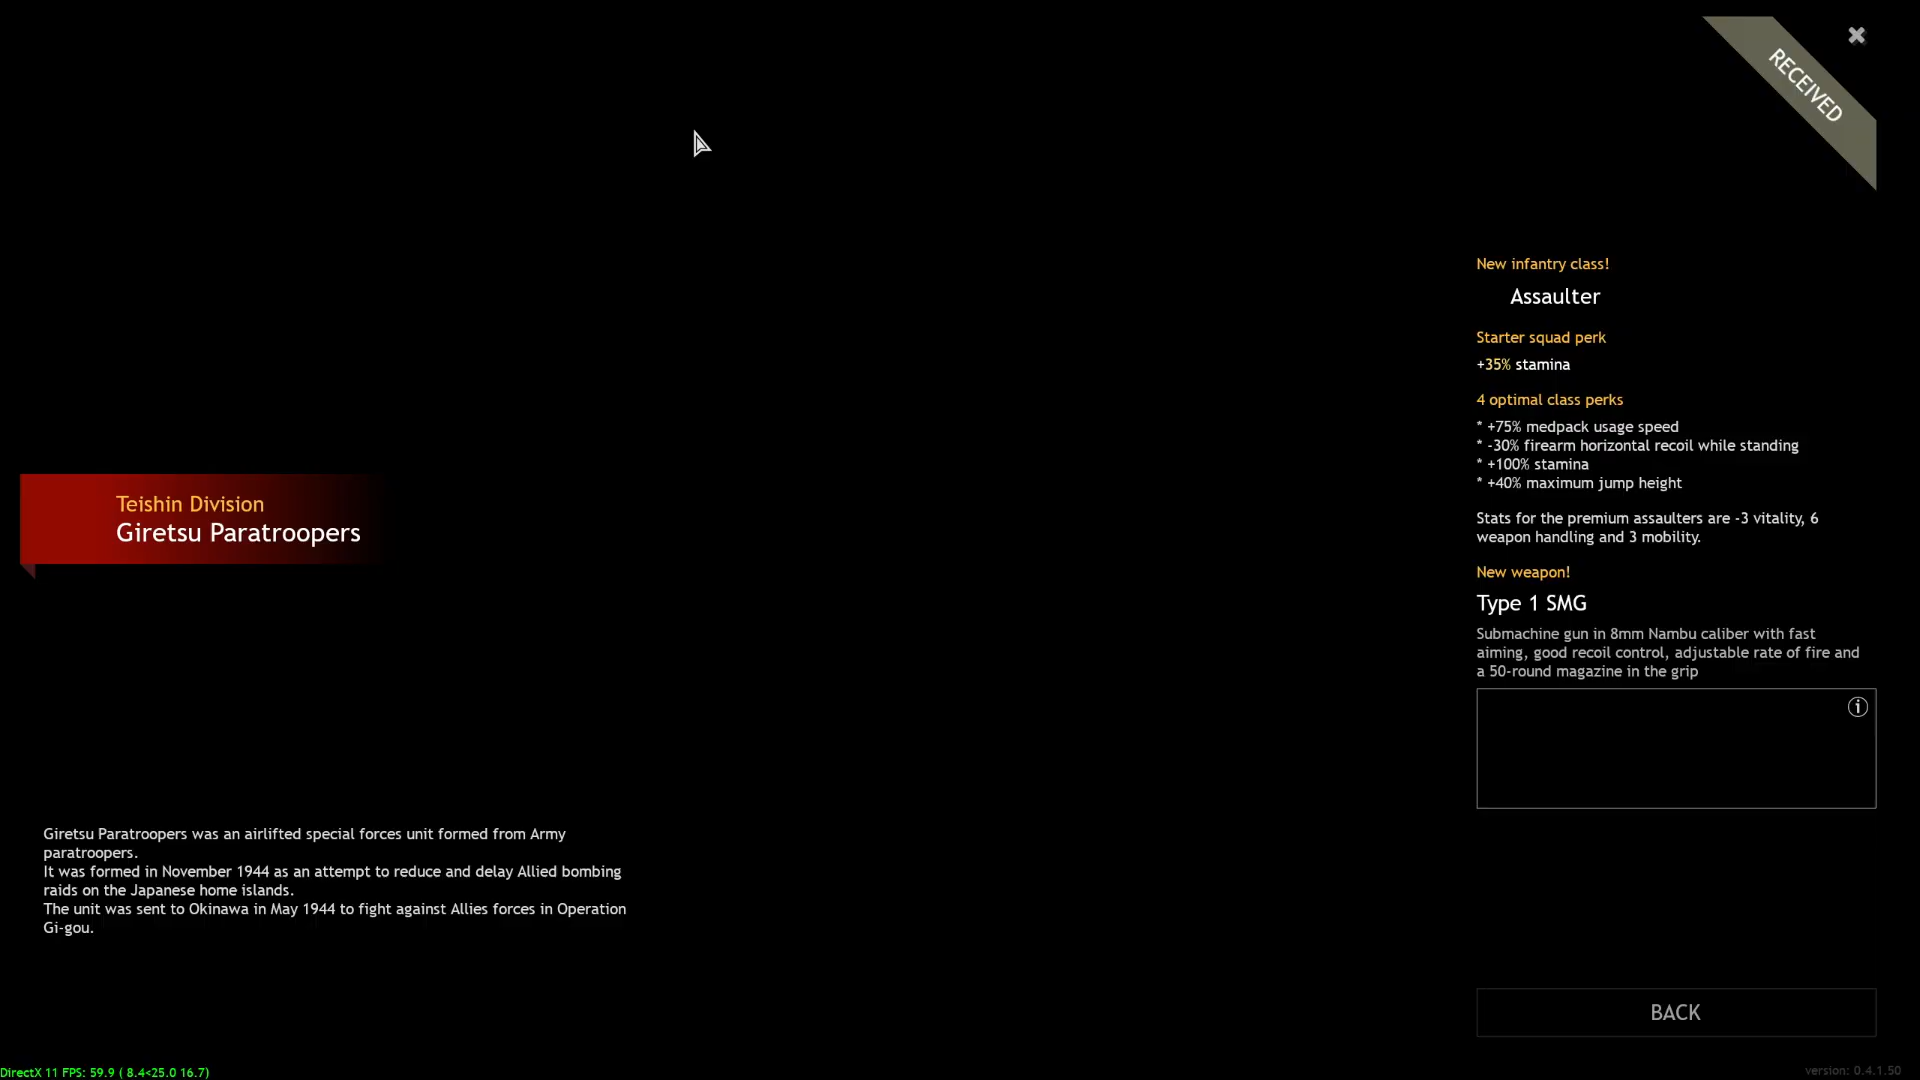 RECEIVED
New infantry class!
Assaulter
Starter squad perk
+35% stamina
4 optimal class perks
* +75% medpack usage speed
* -30% firearm horizontal recoil while standing
* +100% stamina
* +40% maximum jump height
Stats for the premium assaulters are -3 vitality, 6
weapon handling and 3 mobility.
New weapon!
Type 1 SMG
Submachine gun in 8mm Nambu caliber with fast
aiming, good recoil control, adjustable rate of fire and
a 50-round magazine in the grip
Teishin Division
Giretsu Paratroopers
Giretsu Paratroopers was an airlifted special forces unit formed from Army
paratroopers.
It was formed in November 1944 as an attempt to reduce and delay Allied bombing
raids on the Japanese home islands.
The unit was sent to Okinawa in May 1944 to fight against Allies forces in Operation
Gi-gou.
BACK
DirectX 11 FPS: 59.9 ( 8.4<25.0 16.7)
version: 0.4.1.50